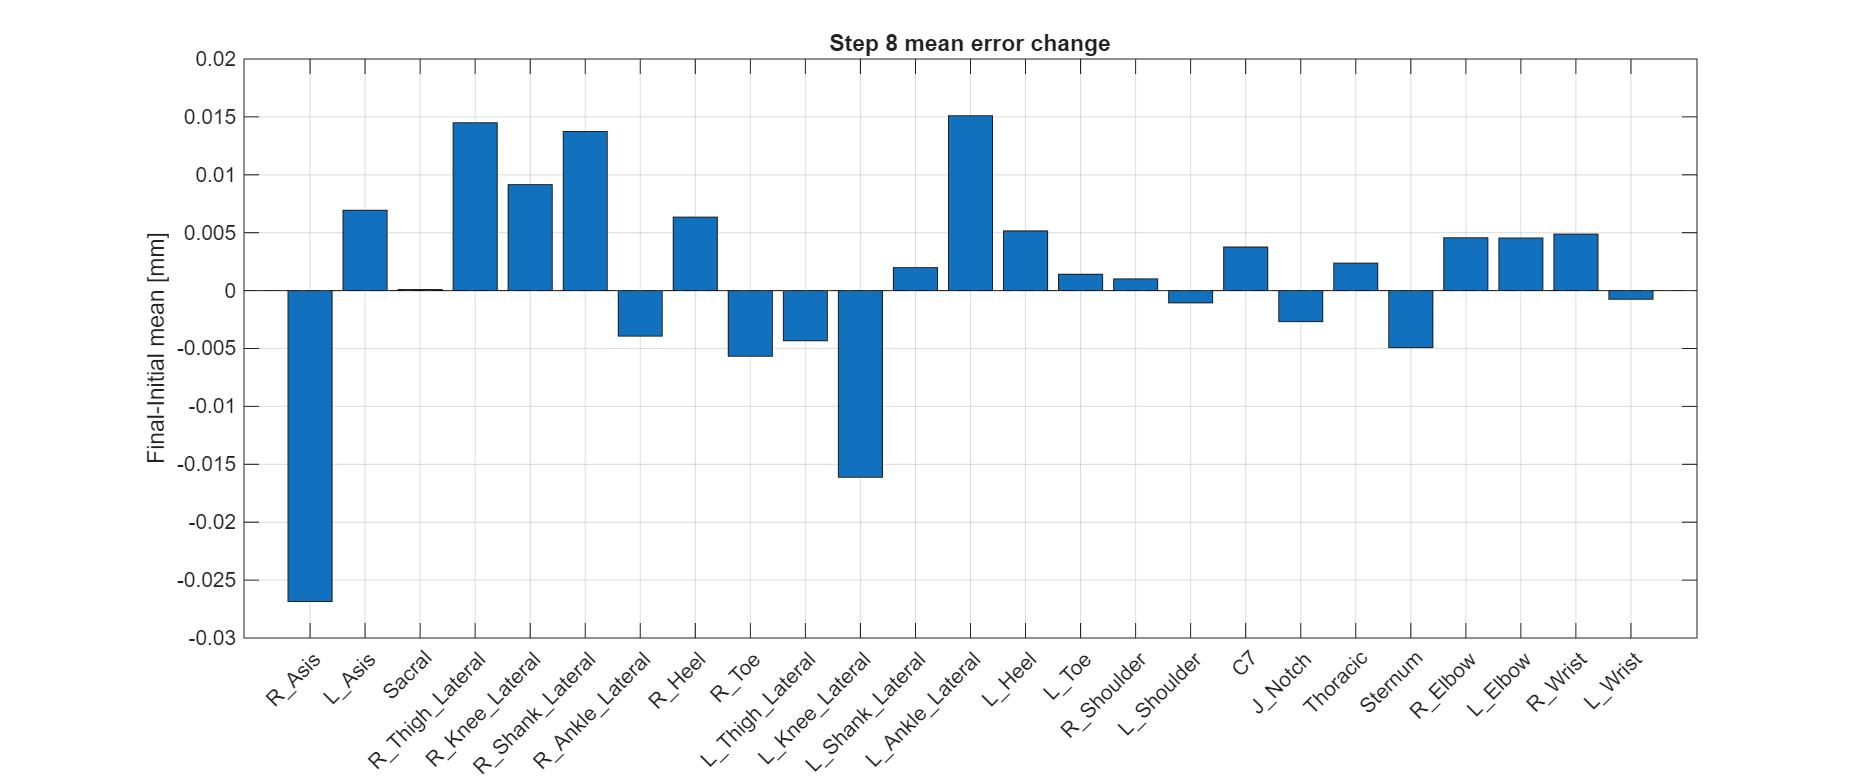 Step 8 mean error change
Final-Initial mean [mm]
0.02
0.015
0.01
0.005
0
-0.005
-0.01
-0.015
-0.02
-0.025
-0.03
R_Asis
L_Asis
Sacral
R_Thigh_Lateral
R_Knee_Lateral
R_Shank_Lateral
R_Ankle_Lateral
R_Heel
R_Toe
L_Thigh_Lateral
L_Knee_Lateral
L_Shank_Lateral
L_Ankle_Lateral
L_Heel
L_Toe
R_Shoulder
L_Shoulder
C7
J_Notch
Thoracic
Sternum
R_Elbow
L_Elbow
R_Wrist
L_Wrist